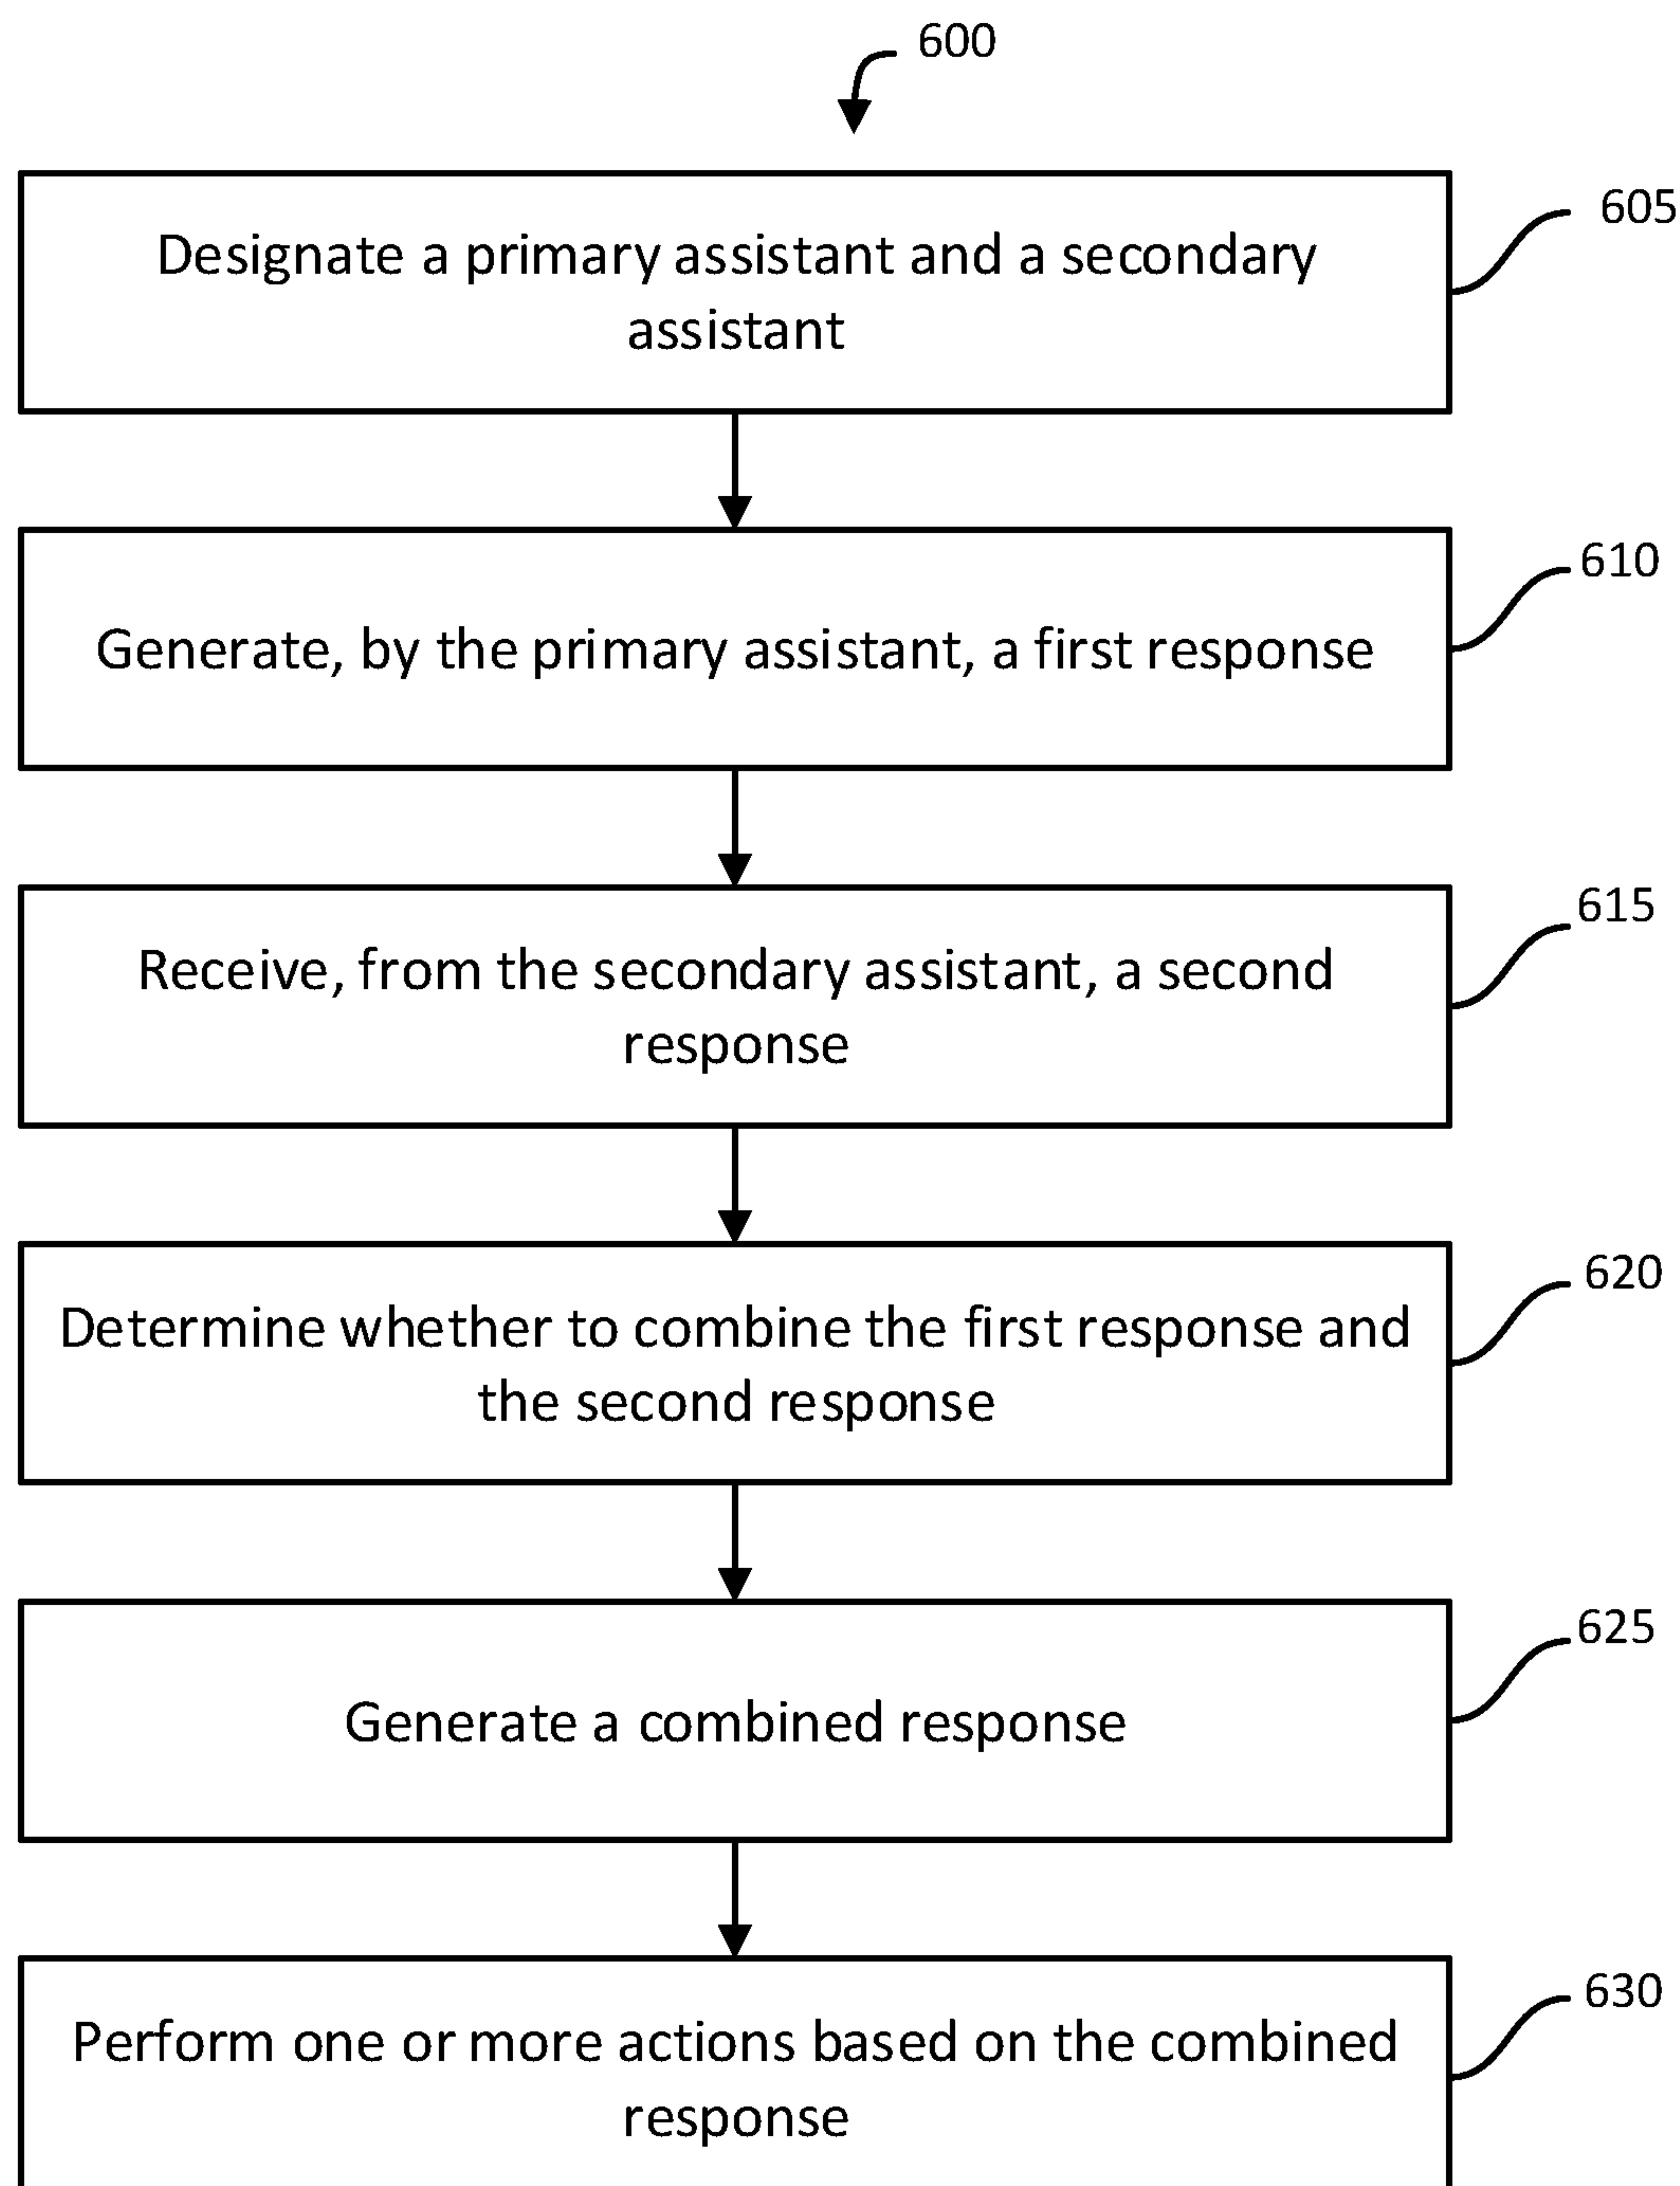 600
Designate a primary assistant and a secondary
assistant
605
Generate, by the primary assistant, a first response
610
Receive, from the secondary assistant, a second
response
615
Determine whether to combine the first response and
the second response
620
Generate a combined response
625
Perform one or more actions based on the combined
response
630